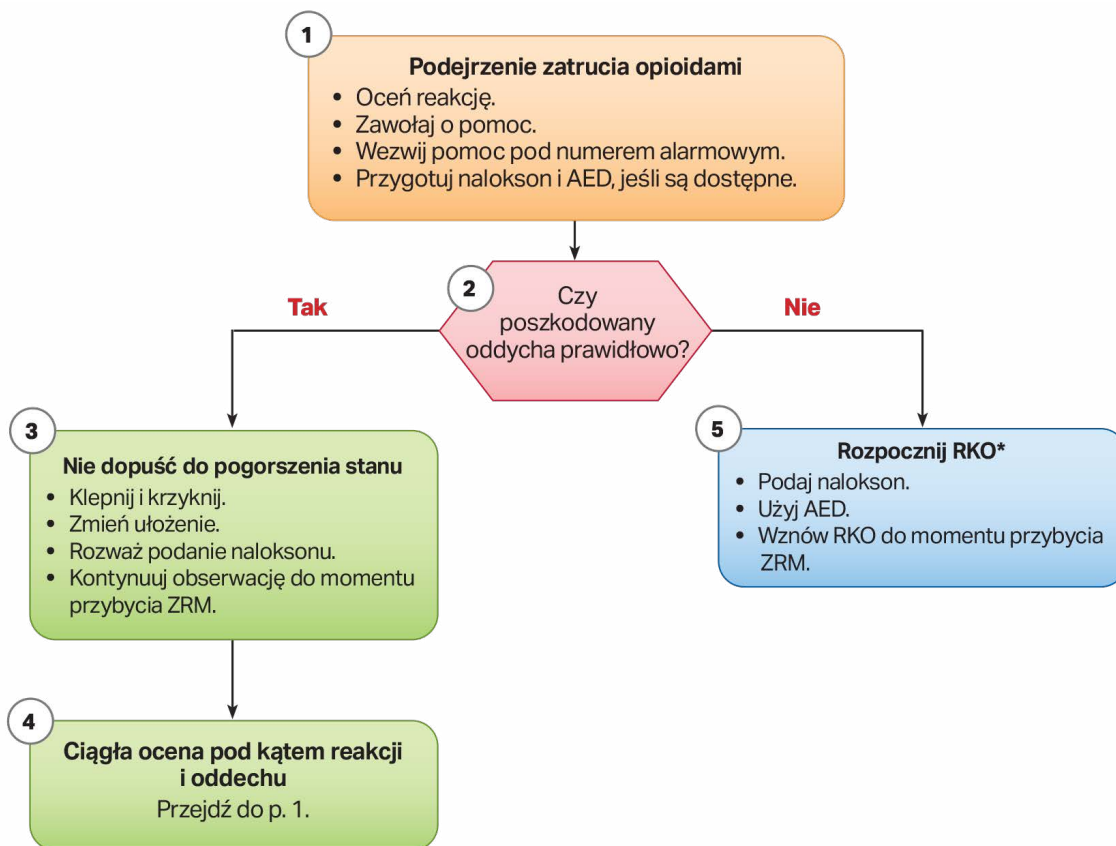 1
Podejrzenie zatrucia opioidami
• Oceń reakcję.
• Zawołaj o pomoc.
• Wezwij pomoc pod numerem alarmowym.
• Przygotuj nalokson i AED, jeśli są dostępne.
2
Czy
poszkodowany
oddycha prawidłowo?
Tak
Nie
3
Nie dopuść do pogorszenia stanu
• Klepnij i krzyknij.
• Zmień ułożenie.
• Rozważ podanie naloksonu.
• Kontynuuj obserwację do momentu
przybycia ZRM.
4
Ciągła ocena pod kątem reakcji
i oddechu
Przejdź do p. 1.
5
Rozpocznij RKO*
• Podaj nalokson.
• Użyj AED.
• Wznów RKO do momentu przybycia
ZRM.